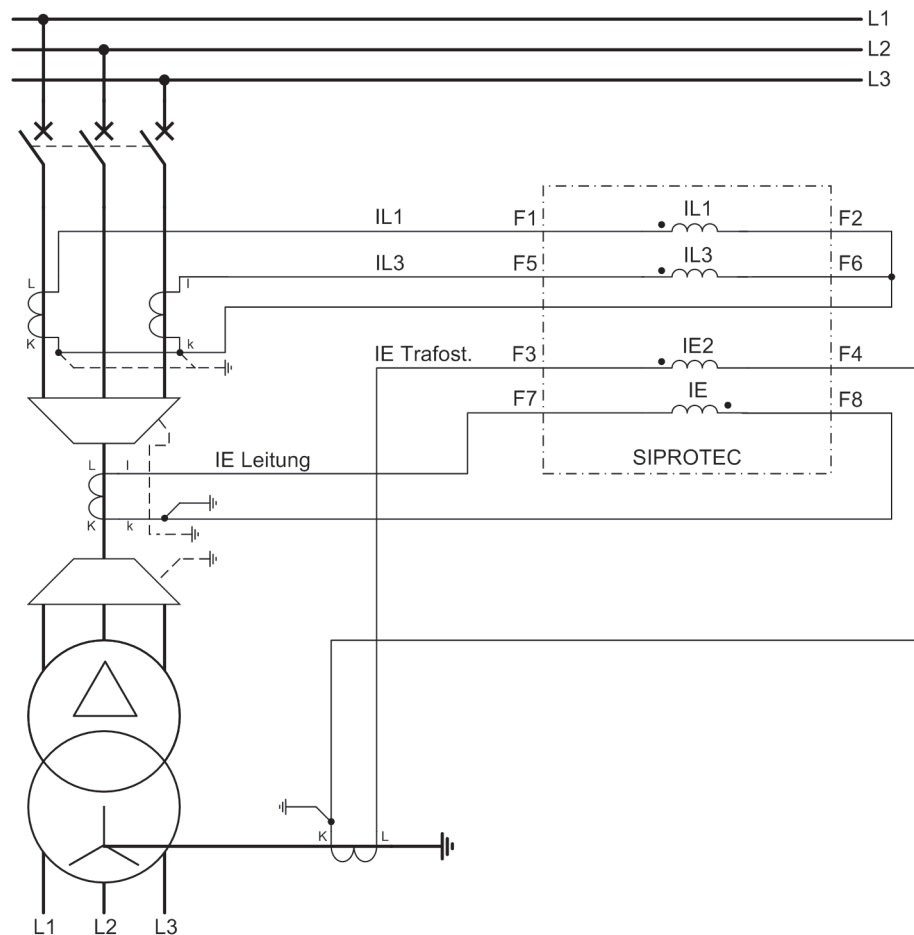 L1
L2
L3
IL1 F1 IL1 F2
L l IL3 F5 IL3 F6
K k
IE Trafost. F3 IE2 F4
F7 IE F8
SIPROTEC
L l IE Leitung
K k
K L
L1 L2 L3